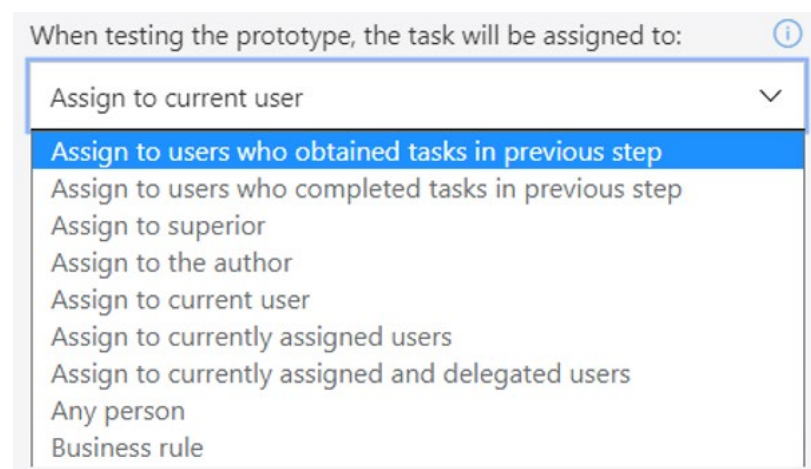 When testing the prototype, the task will be assigned to:
Assign to current user
Assign to users who obtained tasks in previous step
Assign to users who completed tasks in previous step
Assign to superior
Assign to the author
Assign to current user
Assign to currently assigned users
Assign to currently assigned and delegated users
Any person
Business rule